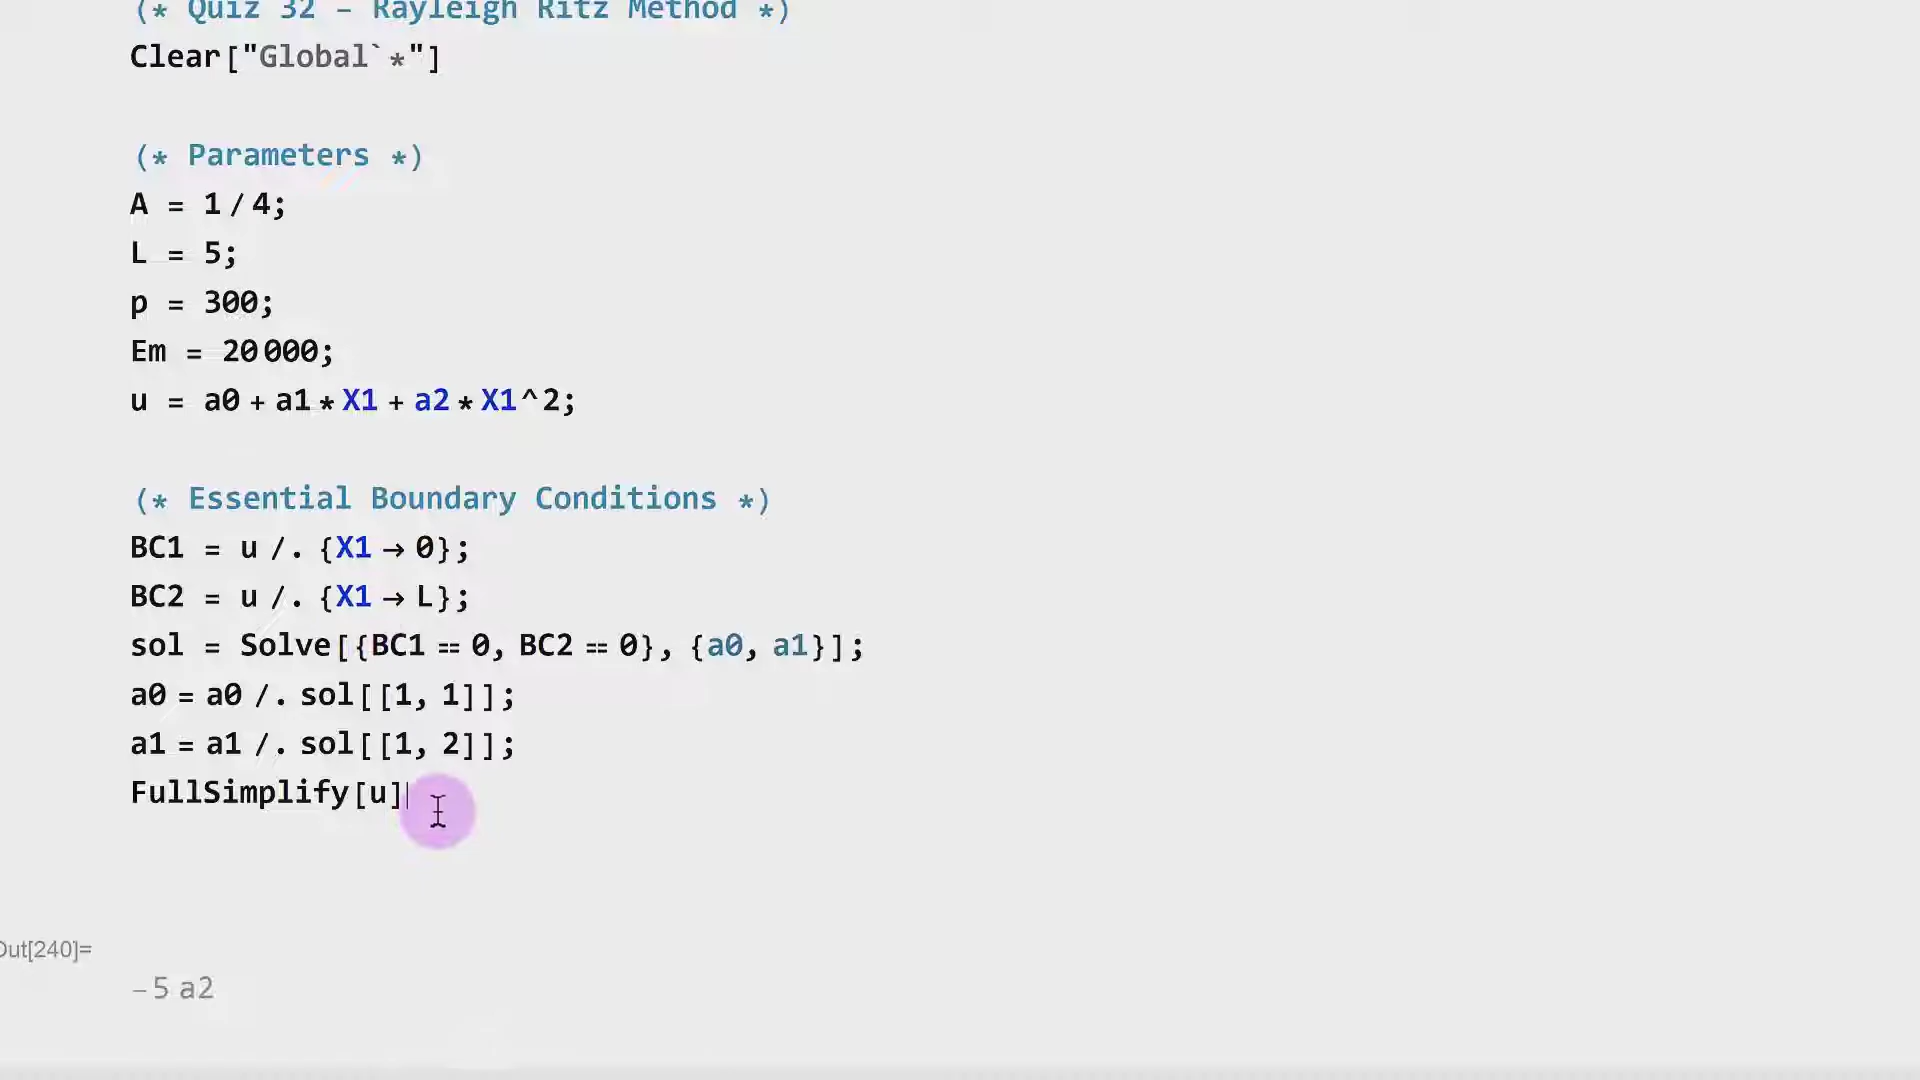 (* Quiz 32 – Rayleigh Ritz Method *)
Clear["Global`*"]
(* Parameters *)
A = 1/4;
L = 5;
p = 300;
Em = 20000;
u = a0+a1*X1+a2*X1^2;
(* Essential Boundary Conditions *)
BC1 = u /. {X1→0};
BC2 = u /. {X1→L};
sol = Solve[{BC1 == 0, BC2 == 0}, {a0, a1}];
a0 = a0 /. sol[[1, 1]];
a1 = a1 /. sol[[1, 2]];
FullSimplify[u]
Out[240]=
-5 a2